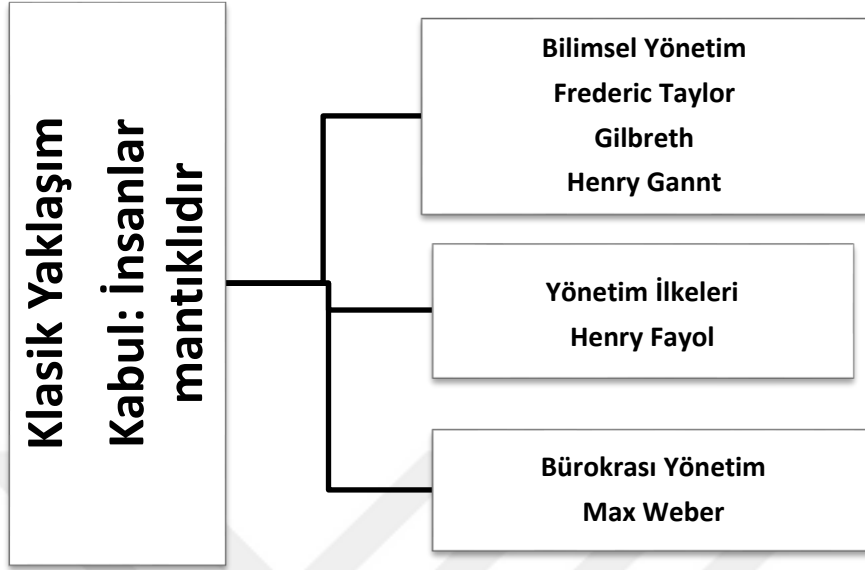 Klasik Yaklaşım
Kabul: İnsanlar
mantıklıdır
Bilimsel Yönetim
Frederic Taylor
Gilbreth
Henry Gannt
Yönetim İlkeleri
Henry Fayol
Bürokrası Yönetim
Max Weber